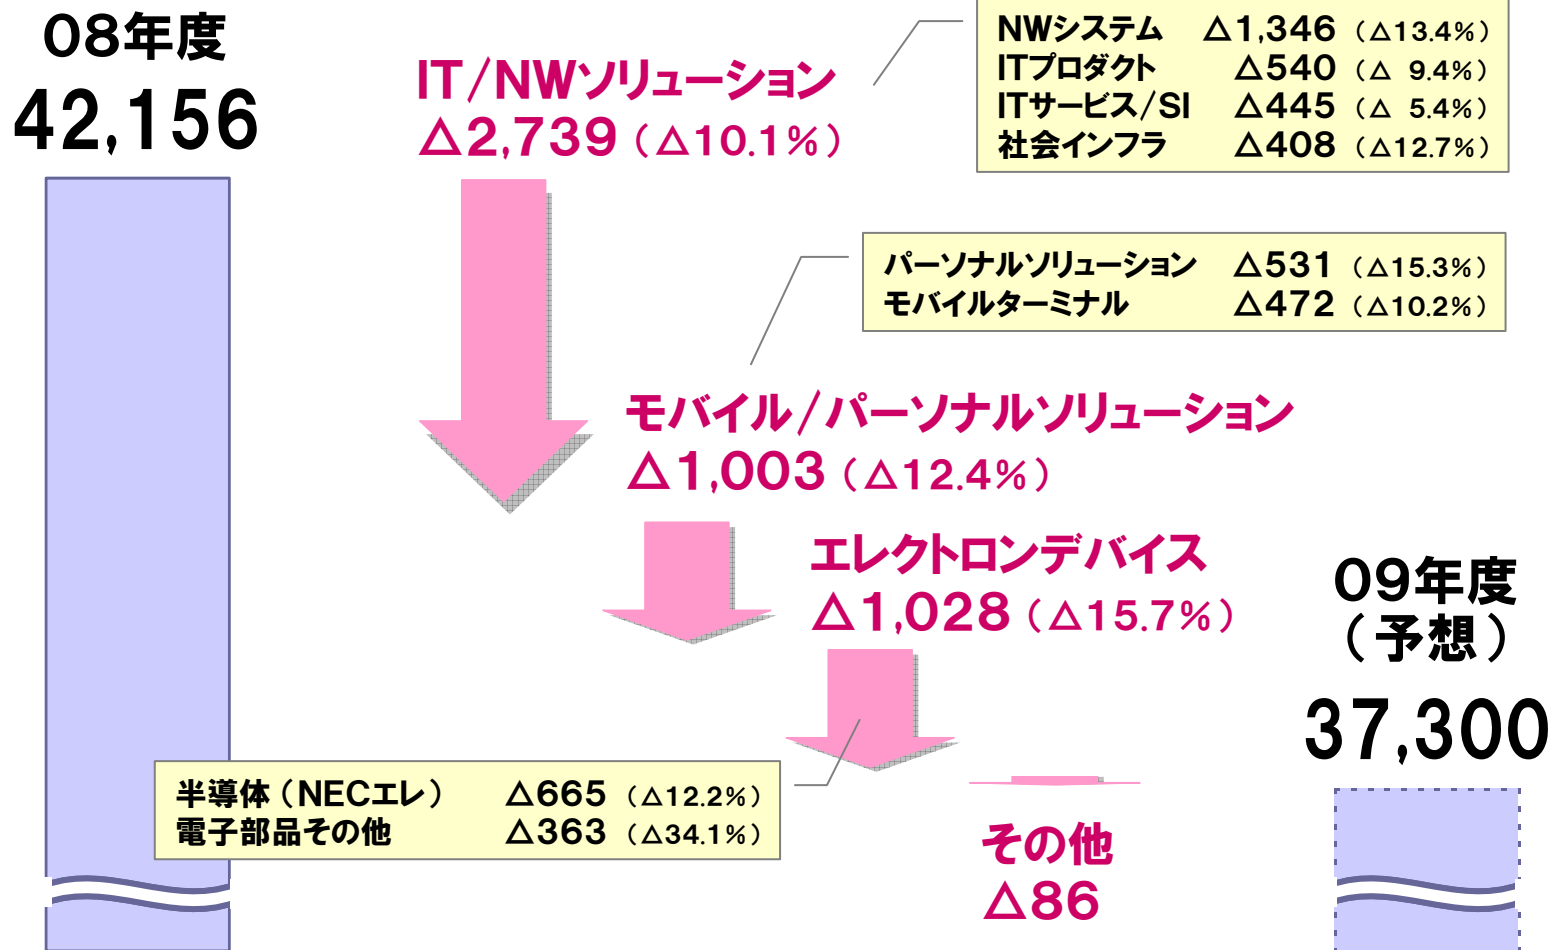 08年度
42,156
IT/NWソリューション
△2,739（△10.1%）
NWシステム △1,346（△13.4%）
ITプロダクト △540（△ 9.4%）
ITサービス/SI △445（△ 5.4%）
社会インフラ △408（△12.7%）
パーソナルソリューション △531（△15.3%）
モバイルターミナル △472（△10.2%）
モバイル/パーソナルソリューション
△1,003（△12.4%）
エレクトロンデバイス
△1,028（△15.7%）
半導体（NECエレ） △665（△12.2%）
電子部品その他 △363（△34.1%）
その他
△86
09年度
（予想）
37,300